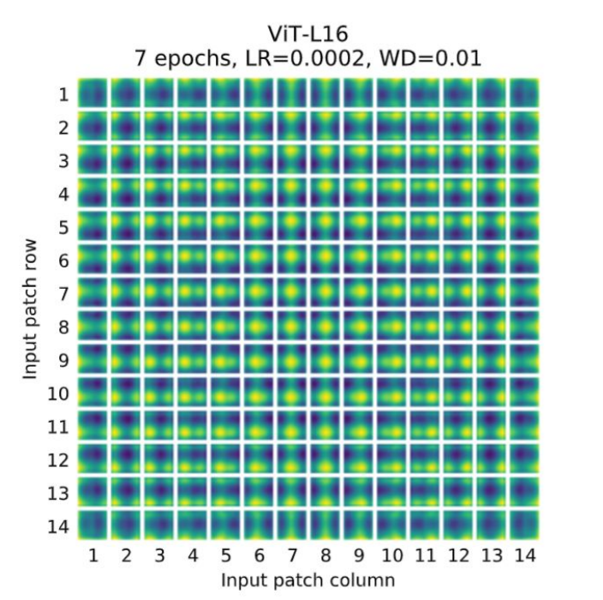 ViT-L16
7 epochs, LR=0.0002, WD=0.01
1
2
3
4
5
6
7
8
9
10
11
12
13
14
Input patch row
1 2 3 4 5 6 7 8 9 10 11 12 13 14
Input patch column